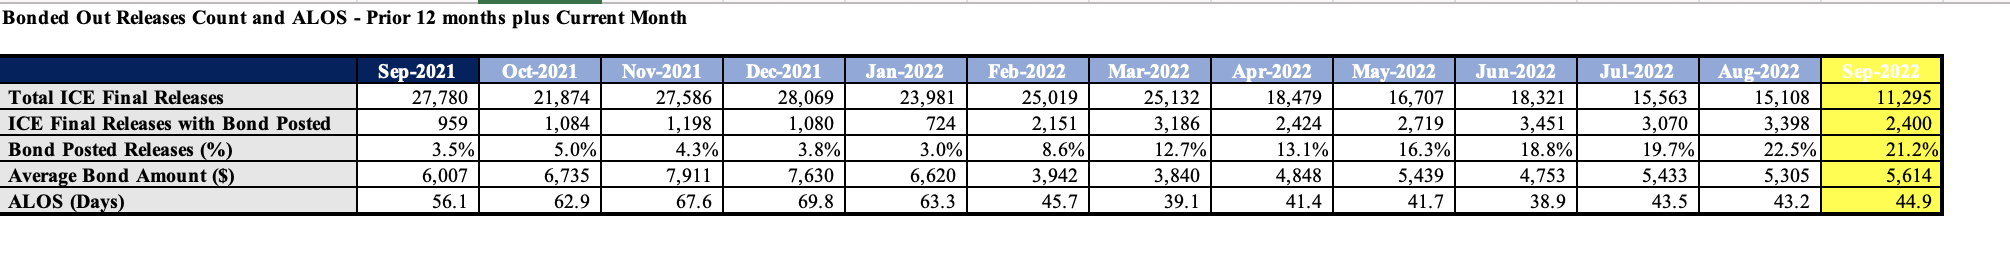 Bonded Out Releases Count and ALOS - Prior 12 months plus Current Month
Sep-2021 Oct-2021 Nov-2021 Dec-2021 Jan-2022 Feb-2022 Mar-2022 Apr-2022 May-2022 Jun-2022 Jul-2022 Aug-2022 Sep-2022
Total ICE Final Releases 27,780 21,874 27,586 28,069 23,981 25,019 25,132 18,479 16,707 18,321 15,563 15,108 11,295
ICE Final Releases with Bond Posted 959 1,084 1,198 1,080 724 2,151 3,186 2,424 2,719 3,451 3,070 3,398 2,400
Bond Posted Releases (%) 3.5% 5.0% 4.3% 3.8% 3.0% 8.6% 12.7% 13.1% 16.3% 18.8% 19.7% 22.5% 21.2%
Average Bond Amount ($) 6,007 6,735 7,911 7,630 6,620 3,942 3,840 4,848 5,439 4,753 5,433 5,305 5,614
ALOS (Days) 56.1 62.9 67.6 69.8 63.3 45.7 39.1 41.4 41.7 38.9 43.5 43.2 44.9